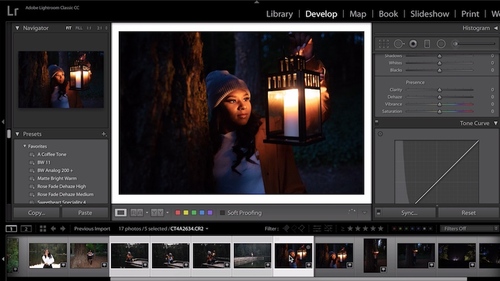 Lr
Adobe Lightroom Classic CC
Library | Develop | Map | Book | Slideshow | Print |
Navigator
FIT
Histogram
Shadows
Whites
Blacks
Presence
Clarity
Dehaze
Vibrance
Saturation
Tone Curve
Presets
Favorites
A Coffee Tone
BW 11
BW Analog 200
Matte Bright Warm
Rose Fade Dehaze High
Rose Fade Dehaze Medium
Sweetheart Speciality A
Copy...
Paste
Soft Proofing
Sync...
Reset
Previous Import
17 photos / 5 selected / CT4A2634.CR2
Filter :
Filters Off